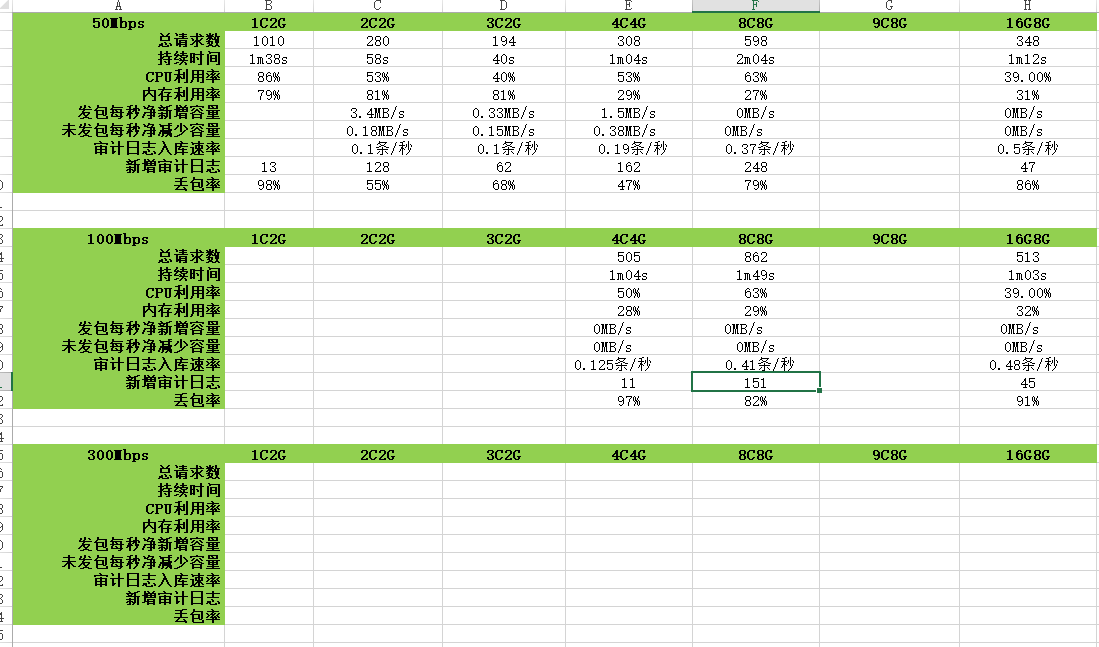 A B C D E F G H
50Mbps 1C2G 2C2G 3C2G 4C4G 8C8G 9C8G 16G8G
总请求数 1010 280 194 308 598 348
持续时间 1m38s 58s 40s 1m04s 2m04s 1m12s
CPU利用率 86% 53% 40% 53% 63% 39.00%
内存利用率 79% 81% 81% 29% 27% 31%
发包每秒净新增容量 3.4MB/s 0.33MB/s 1.5MB/s 0MB/s 0MB/s
未发包每秒净减少容量 0.18MB/s 0.15MB/s 0.38MB/s 0MB/s 0MB/s
审计日志入库速率 0.1条/秒 0.1条/秒 0.19条/秒 0.37条/秒 0.5条/秒
新增审计日志 13 128 62 162 248 47
丢包率 98% 55% 68% 47% 79% 86%
100Mbps 1C2G 2C2G 3C2G 4C4G 8C8G 9C8G 16G8G
总请求数 505 862 513
持续时间 1m04s 1m49s 1m03s
CPU利用率 50% 63% 39.00%
内存利用率 28% 29% 32%
发包每秒净新增容量 0MB/s 0MB/s 0MB/s
未发包每秒净减少容量 0MB/s 0MB/s 0MB/s
审计日志入库速率 0.125条/秒 0.41条/秒 0.48条/秒
新增审计日志 11 151 45
丢包率 97% 82% 91%
300Mbps 1C2G 2C2G 3C2G 4C4G 8C8G 9C8G 16G8G
总请求数
持续时间
CPU利用率
内存利用率
发包每秒净新增容量
未发包每秒净减少容量
审计日志入库速率
新增审计日志
丢包率